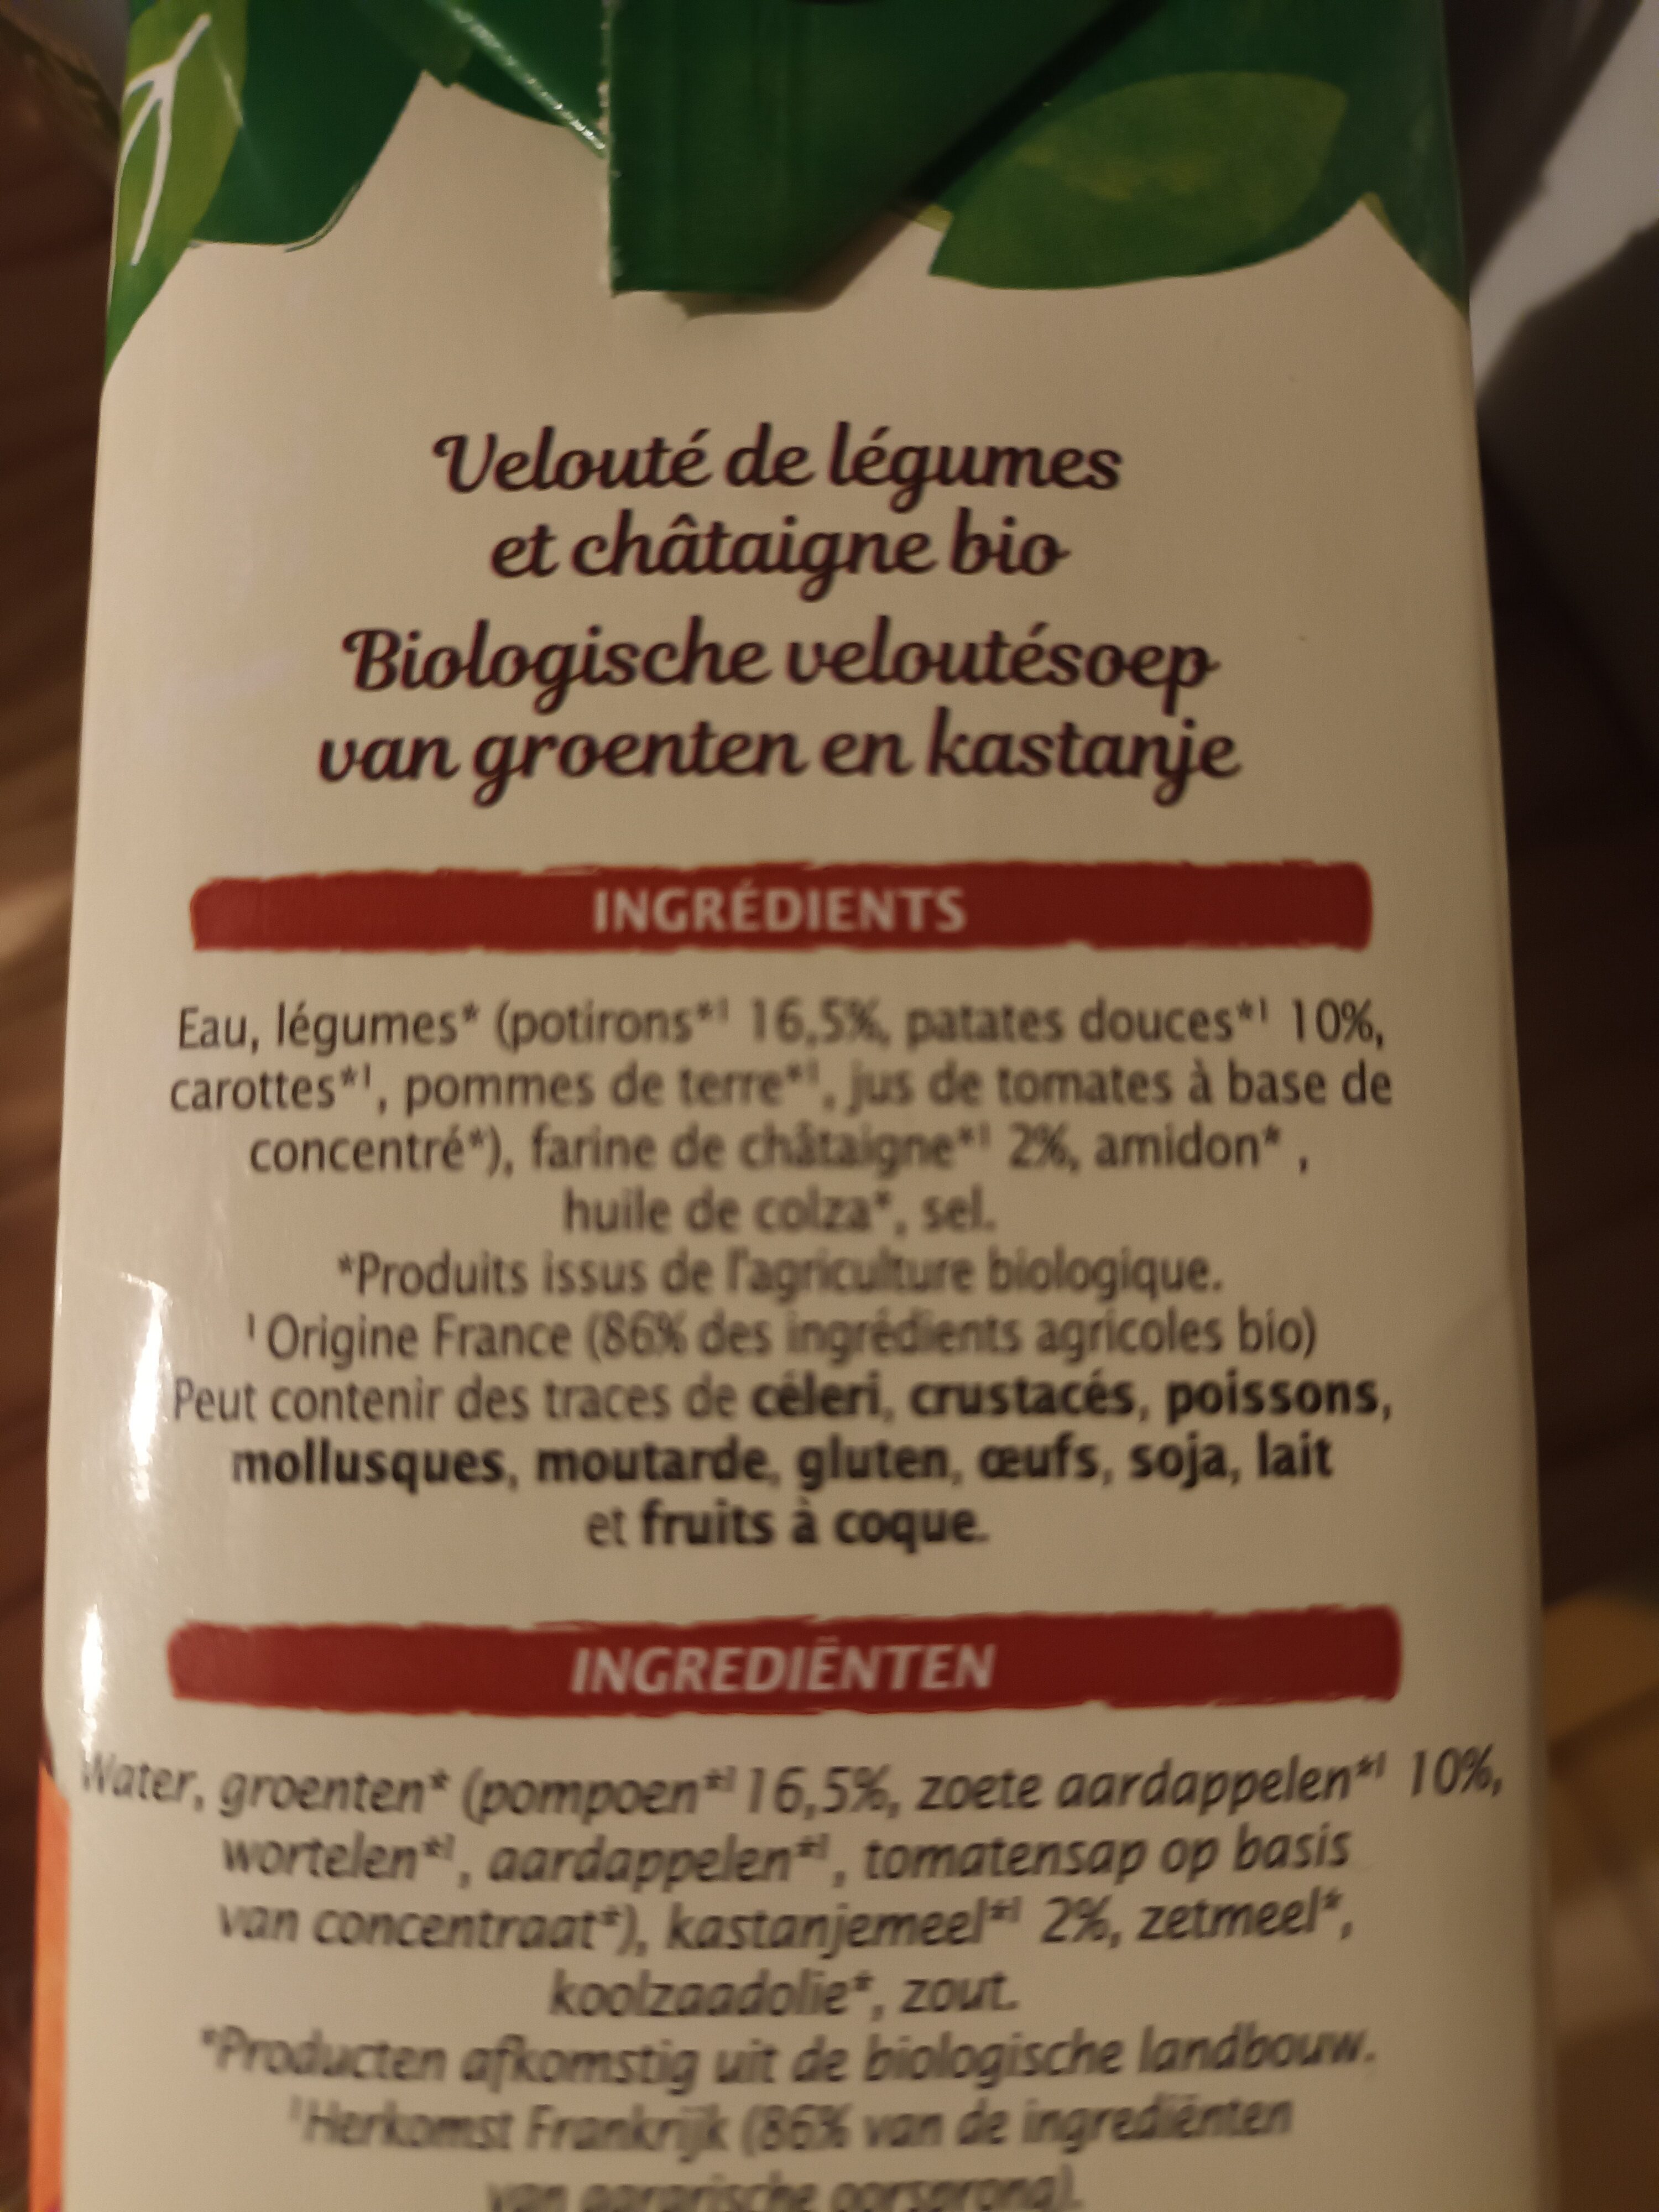 Velouté de légumes
et châtaigne bio
Biologische veloutésoep
van groenten en kastanje
INGRÉDIENTS
Eau, légumes* (potirons*¹ 16,5%, patates douces*¹ 10%,
carottes*¹, pommes de terre*¹, jus de tomates à base de
concentré*), farine de châtaigne*¹ 2%, amidon* ,
huile de colza*, sel.
*Produits issus de l'agriculture biologique.
¹ Origine France (86% des ingrédients agricoles bio)
Peut contenir des traces de céleri, crustacés, poissons,
mollusques, moutarde, gluten, œufs, soja, lait
et fruits à coque.
INGREDIËNTEN
Water, groenten* (pompoen*¹ 16,5%, zoete aardappelen*¹ 10%,
wortelen*¹, aardappelen*¹, tomatensap op basis
van concentraat*), kastanjemeel*¹ 2%, zetmeel*,
koolzaadolie*, zout.
*Producten afkomstig uit de biologische landbouw.
¹Herkomst Frankrijk (86% van de ingrediënten
van agrarische oorsprong).